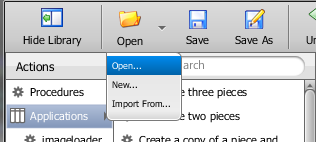 Hide Library
Open
Save
Save As
Actions
Open...
arch
Procedures
New...
three pieces
Applications
Import From...
two pieces
imageloader
Create a copy of a piece and